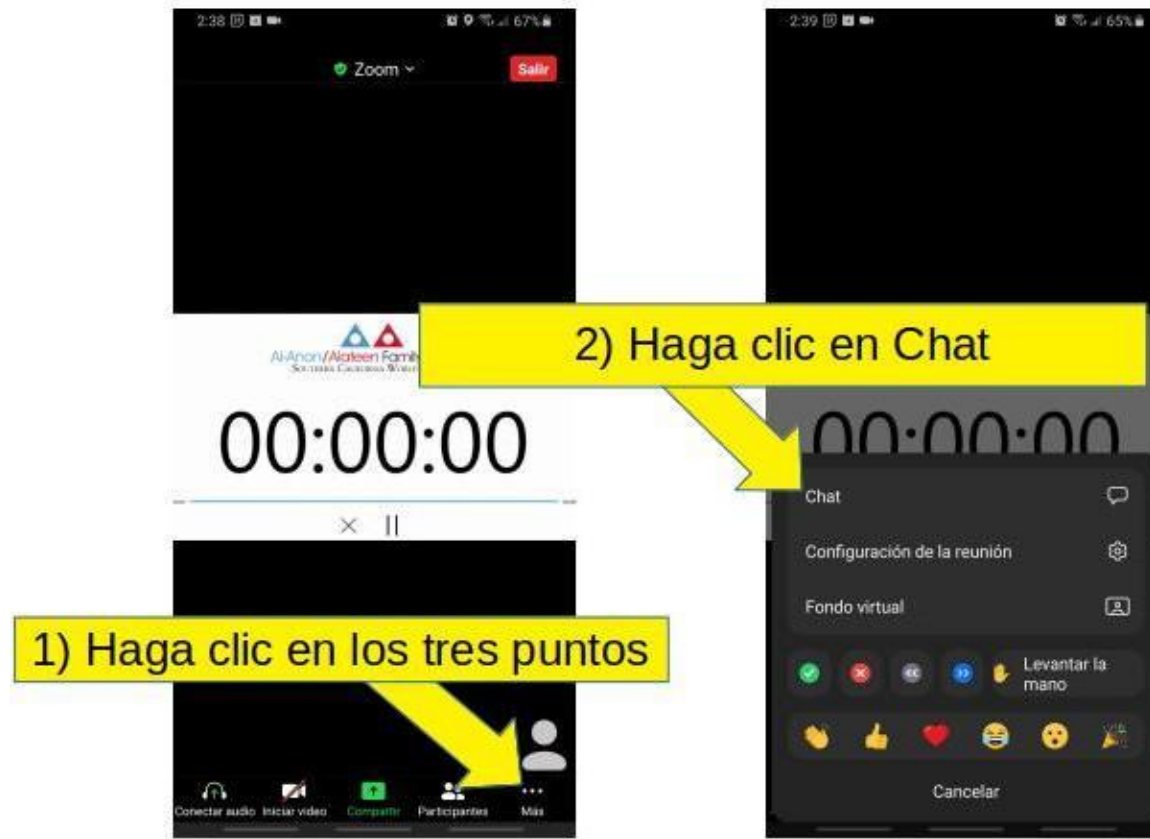 2:38
67%
Zoom
Salir
Al-Anon/Alateen
00:00:00
1) Haga clic en los tres puntos
Conectar audio
Iniciar video
Compartir
Participantes
Más
2:39
65%
2) Haga clic en Chat
00:00:00
Chat
Configuración de la reunión
Fondo virtual
Levantar la
mano
Cancelar